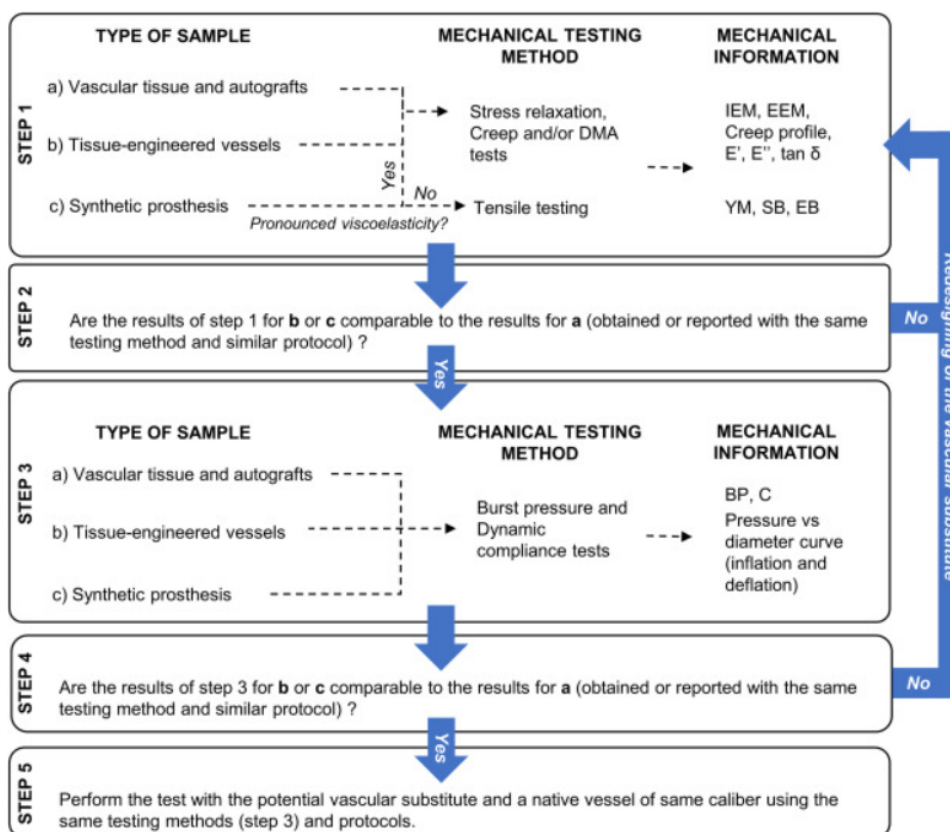 STEP 1
TYPE OF SAMPLE
MECHANICAL TESTING
METHOD
MECHANICAL
INFORMATION
a) Vascular tissue and autografts
b) Tissue-engineered vessels
c) Synthetic prosthesis
Yes
No
Pronounced viscoelasticity?
Stress relaxation,
Creep and/or DMA
tests
Tensile testing
IEM, EEM,
Creep profile,
E', E'', tan δ
YM, SB, EB
STEP 2
Are the results of step 1 for b or c comparable to the results for a (obtained or reported with the same
testing method and similar protocol) ?
No
Yes
Redesigning of the vascular substitute
STEP 3
TYPE OF SAMPLE
MECHANICAL TESTING
METHOD
MECHANICAL
INFORMATION
a) Vascular tissue and autografts
b) Tissue-engineered vessels
c) Synthetic prosthesis
Burst pressure and
Dynamic
compliance tests
BP, C
Pressure vs
diameter curve
(inflation and
deflation)
STEP 4
Are the results of step 3 for b or c comparable to the results for a (obtained or reported with the same
testing method and similar protocol) ?
No
Yes
STEP 5
Perform the test with the potential vascular substitute and a native vessel of same caliber using the
same testing methods (step 3) and protocols.